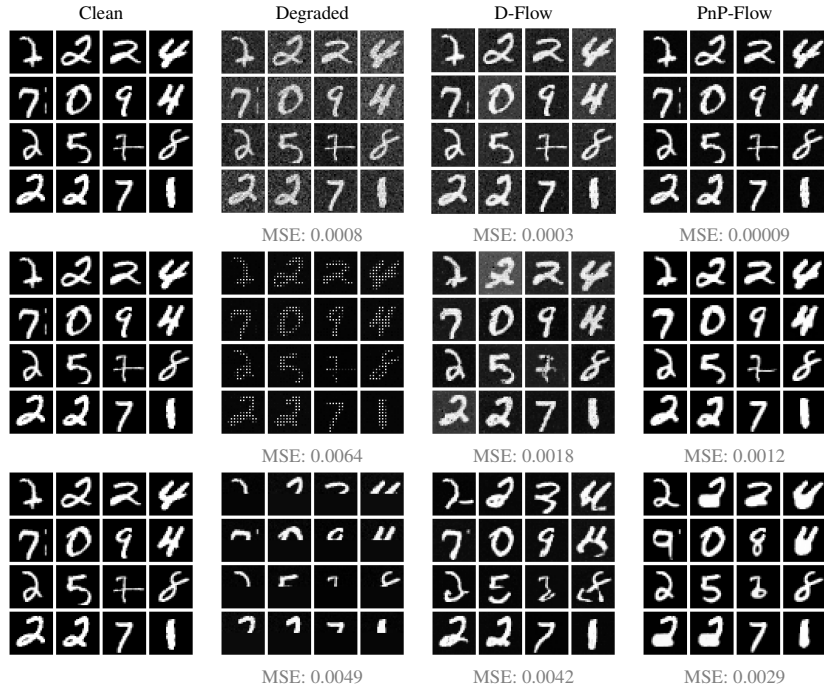 Clean Degraded D-Flow PnP-Flow
MSE: 0.0008 MSE: 0.0003 MSE: 0.00009
MSE: 0.0064 MSE: 0.0018 MSE: 0.0012
MSE: 0.0049 MSE: 0.0042 MSE: 0.0029